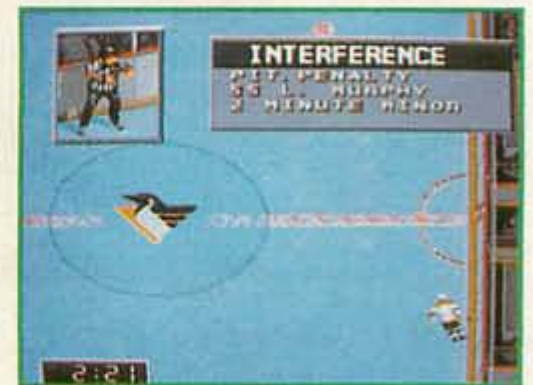 INTERFERENCE
PIT. PENALTY
55 L. MURPHY
2 MINUTE MINOR
2:21